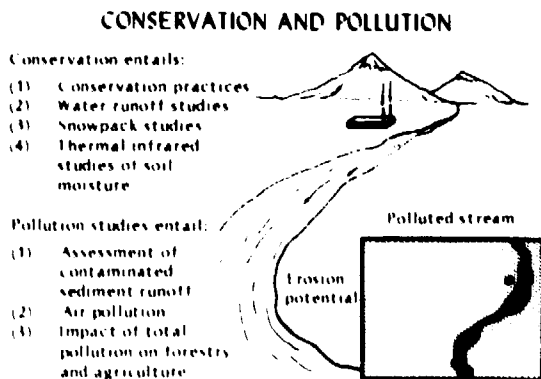 CONSERVATION AND POLLUTION
Conservation entails:
(1) Conservation practices
(2) Water runoff studies
(3) Snowpack studies
(4) Thermal infrared
studies of soil
moisture
Pollution studies entail:
(1) Assessment of
contaminated
sediment runoff
(2) Air pollution
(3) Impact of total
pollution on forestry
and agriculture
Erosion
potential
Polluted stream